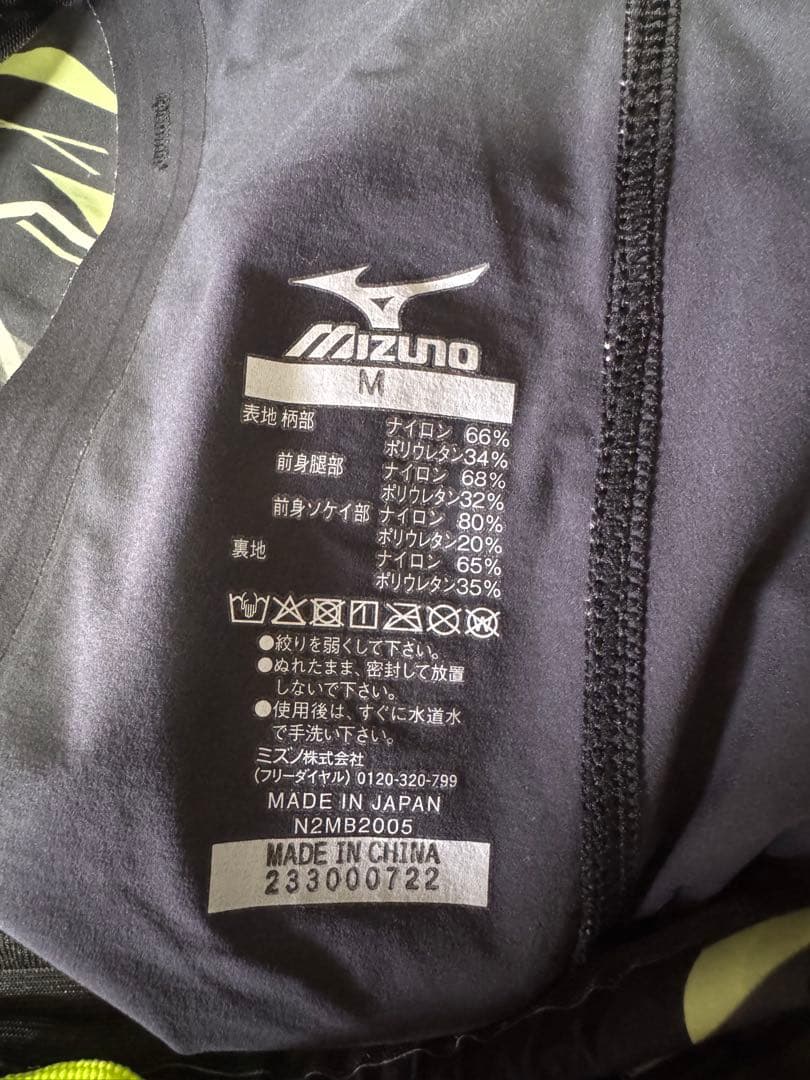 MIZUNO
M
表地 柄部 ナイロン 66%
ポリウレタン34%
前身腿部 ナイロン 68%
ポリウレタン32%
前身ソケイ部 ナイロン 80%
ポリウレタン20%
裏地 ナイロン 65%
ポリウレタン35%
●絞りを弱くして下さい。
●ぬれたまま、密封して放置
しないで下さい。
●使用後は、すぐに水道水
で手洗い下さい。
ミズノ株式会社
(フリーダイヤル) 0120-320-799
MADE IN JAPAN
N2MB2005
MADE IN CHINA
233000722